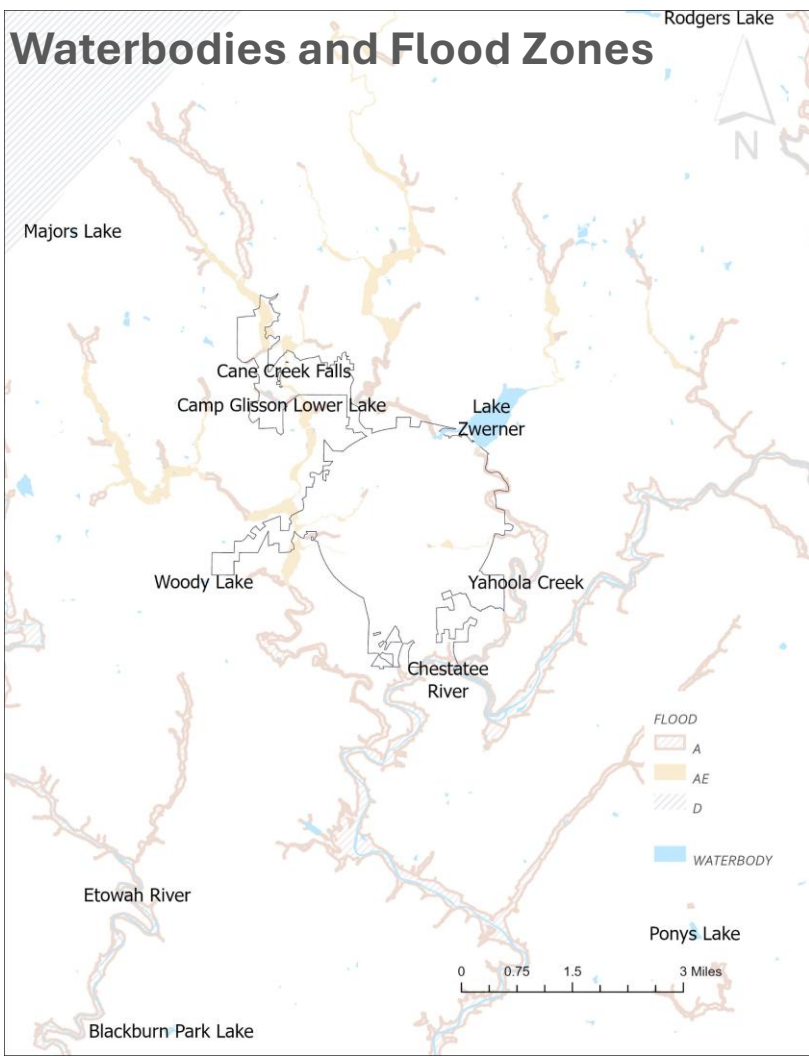 Rodgers Lake
Waterbodies and Flood Zones
N
Majors Lake
Cane Creek Falls
Camp Glisson Lower Lake
Lake
Zwerner
Woody Lake
Yahoola Creek
Chestatee
River
FLOOD
A
AE
D
WATERBODY
Etowah River
Ponys Lake
0 0.75 1.5 3 Miles
Blackburn Park Lake